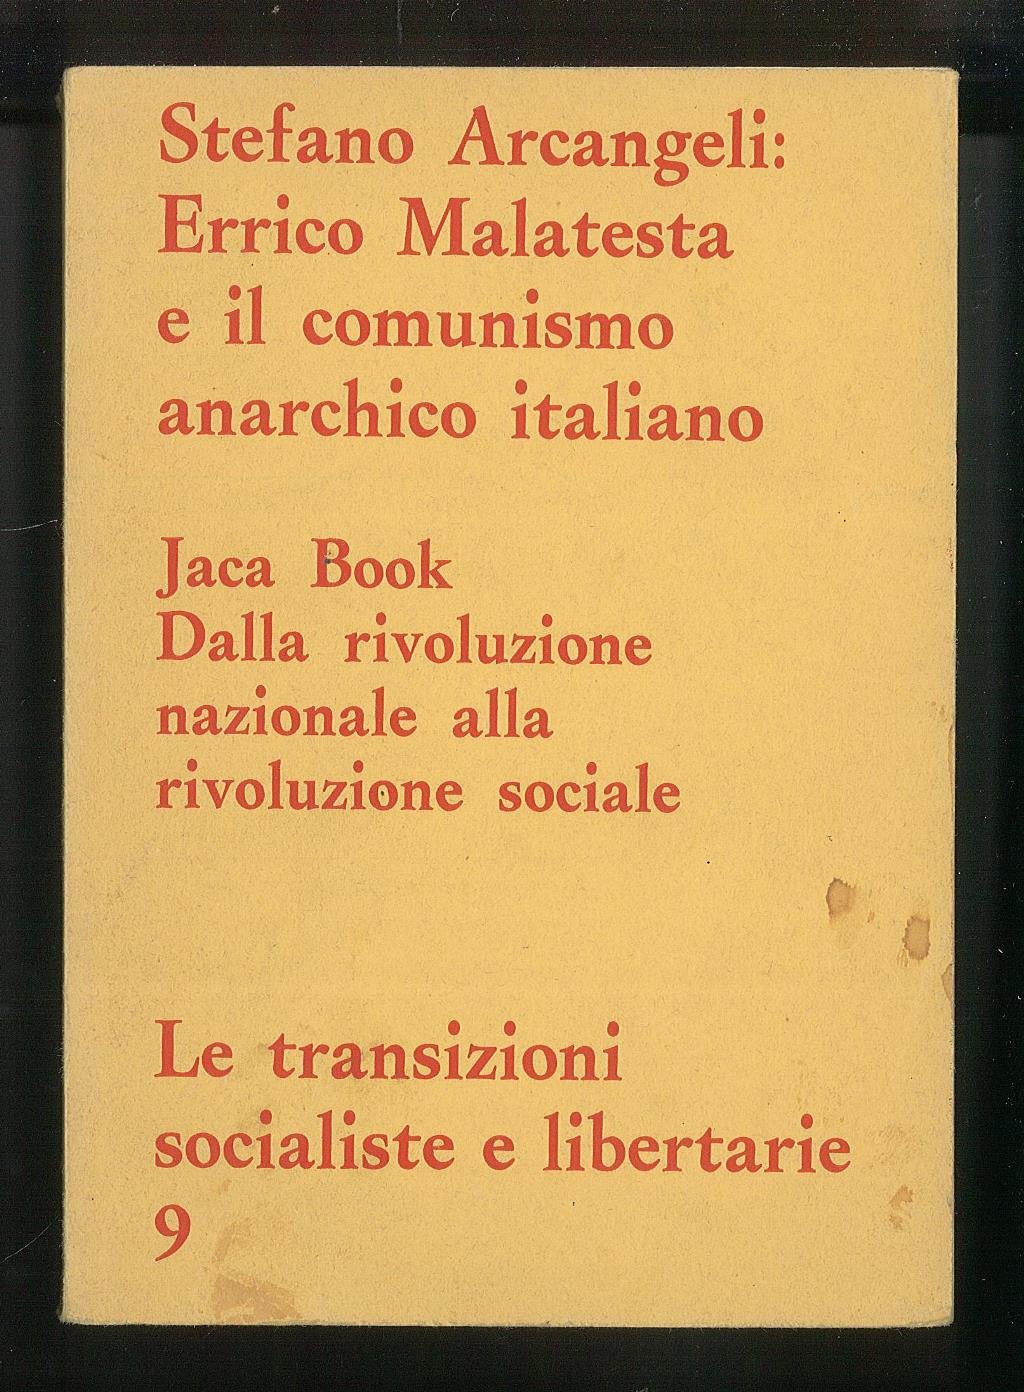 Stefano Arcangeli:
Errico Malatesta
e il comunismo
anarchico italiano
Jaca Book
Dalla rivoluzione
nazionale alla
rivoluzione sociale
Le transizioni
socialiste e libertarie
9